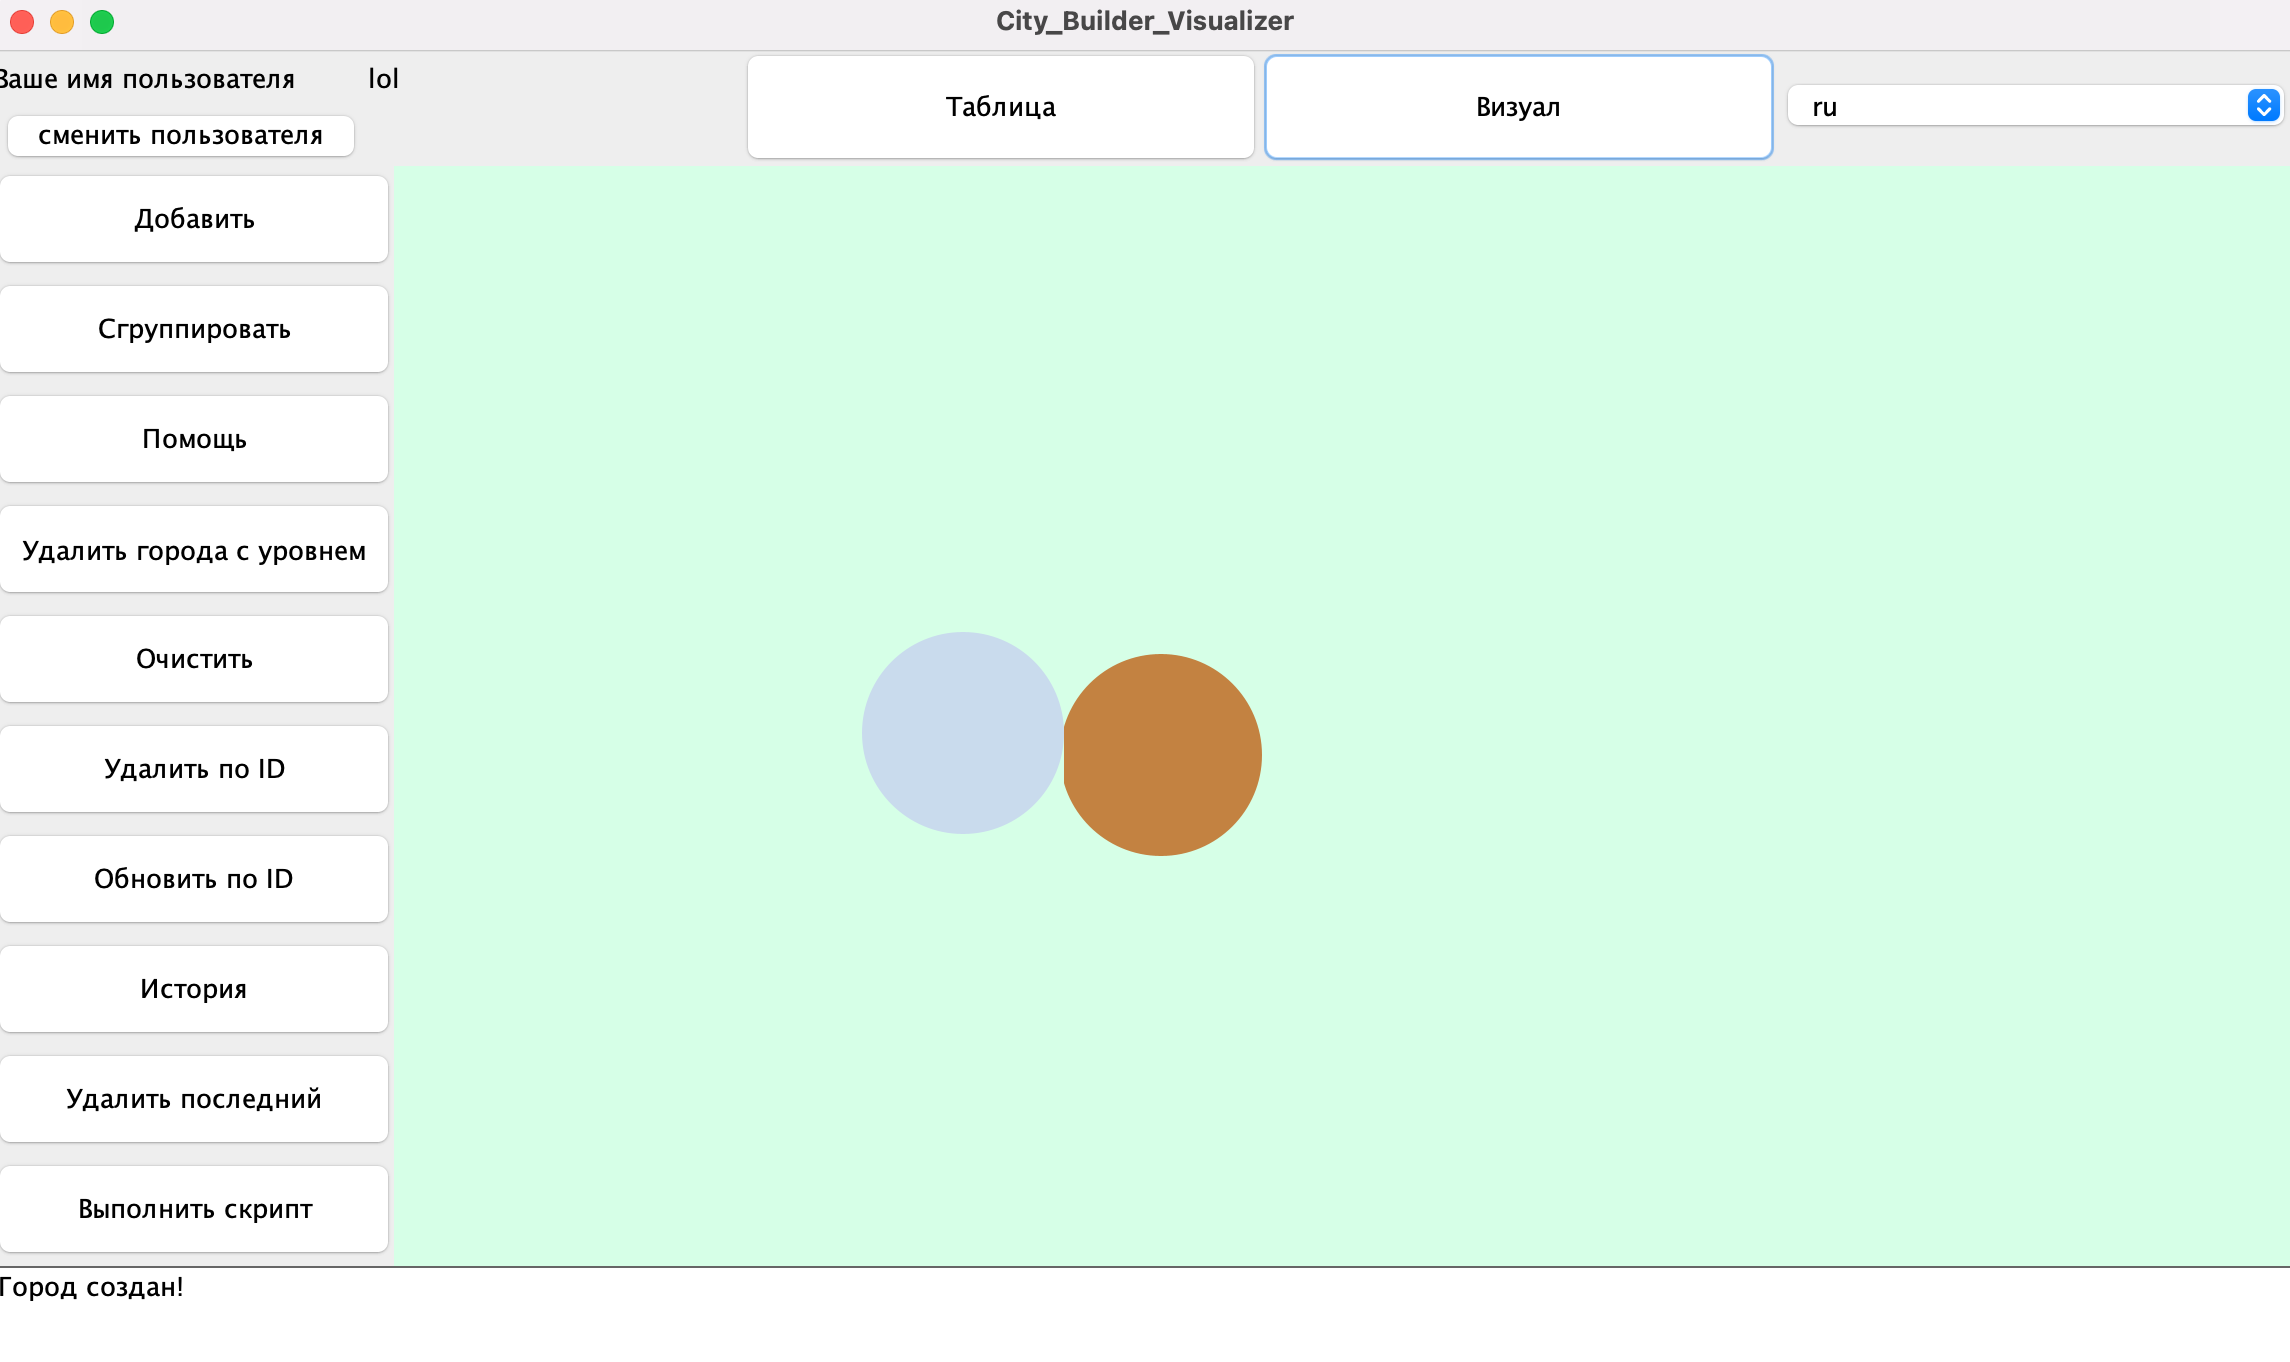 City_Builder_Visualizer
Ваше имя пользователя lol
сменить пользователя
Таблица
Визуал
ru
Добавить
Сгруппировать
Помощь
Удалить города с уровнем
Очистить
Удалить по ID
Обновить по ID
История
Удалить последний
Выполнить скрипт
Город создан!